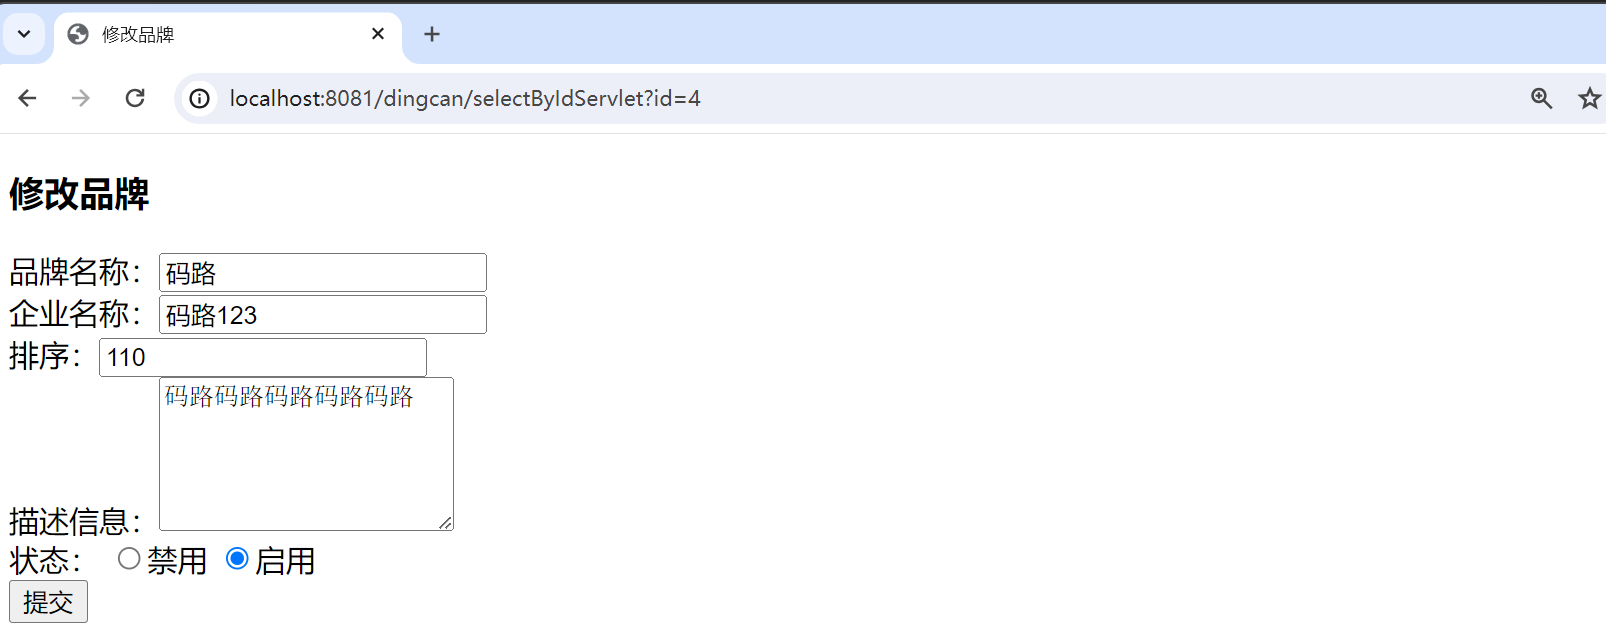 修改品牌
localhost:8081/dingcan/selectByIdServlet?id=4
修改品牌
品牌名称： 码路
企业名称： 码路123
排序： 110
码路码路码路码路码路
描述信息：
状态： 禁用 启用
提交